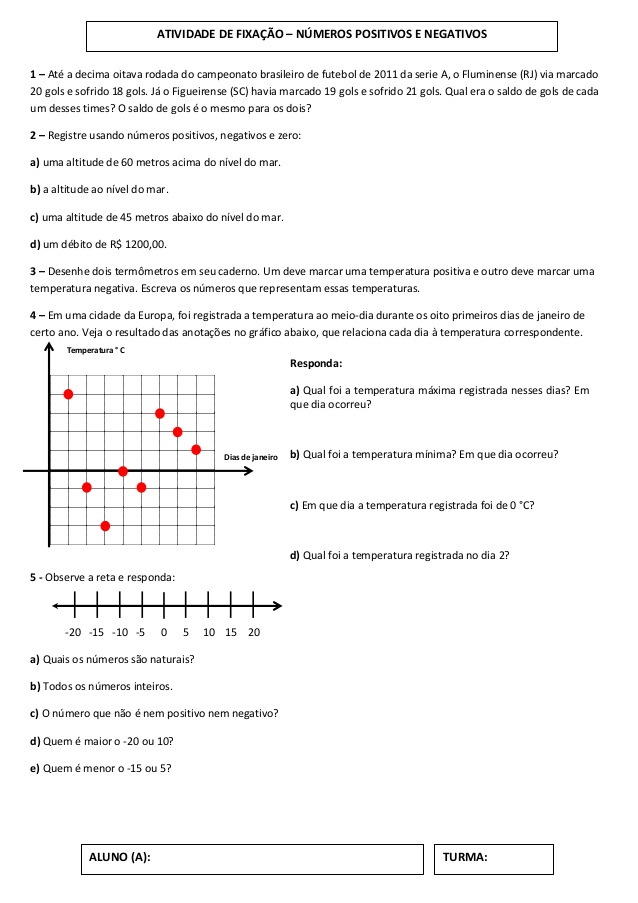 ATIVIDADE DE FIXAÇÃO – NÚMEROS POSITIVOS E NEGATIVOS
1 – Até a decima oitava rodada do campeonato brasileiro de futebol de 2011 da serie A, o Fluminense (RJ) via marcado
20 gols e sofrido 18 gols. Já o Figueirense (SC) havia marcado 19 gols e sofrido 21 gols. Qual era o saldo de gols de cada
um desses times? O saldo de gols é o mesmo para os dois?
2 – Registre usando números positivos, negativos e zero:
a) uma altitude de 60 metros acima do nível do mar.
b) a altitude ao nível do mar.
c) uma altitude de 45 metros abaixo do nível do mar.
d) um débito de R$ 1200,00.
3 – Desenhe dois termômetros em seu caderno. Um deve marcar uma temperatura positiva e outro deve marcar uma
temperatura negativa. Escreva os números que representam essas temperaturas.
4 – Em uma cidade da Europa, foi registrada a temperatura ao meio-dia durante os oito primeiros dias de janeiro de
certo ano. Veja o resultado das anotações no gráfico abaixo, que relaciona cada dia à temperatura correspondente.
Temperatura ° C
Dias de janeiro
Responda:
a) Qual foi a temperatura máxima registrada nesses dias? Em
que dia ocorreu?
b) Qual foi a temperatura mínima? Em que dia ocorreu?
c) Em que dia a temperatura registrada foi de 0 °C?
d) Qual foi a temperatura registrada no dia 2?
5 - Observe a reta e responda:
-20 -15 -10 -5 0 5 10 15 20
a) Quais os números são naturais?
b) Todos os números inteiros.
c) O número que não é nem positivo nem negativo?
d) Quem é maior o -20 ou 10?
e) Quem é menor o -15 ou 5?
ALUNO (A):
TURMA: